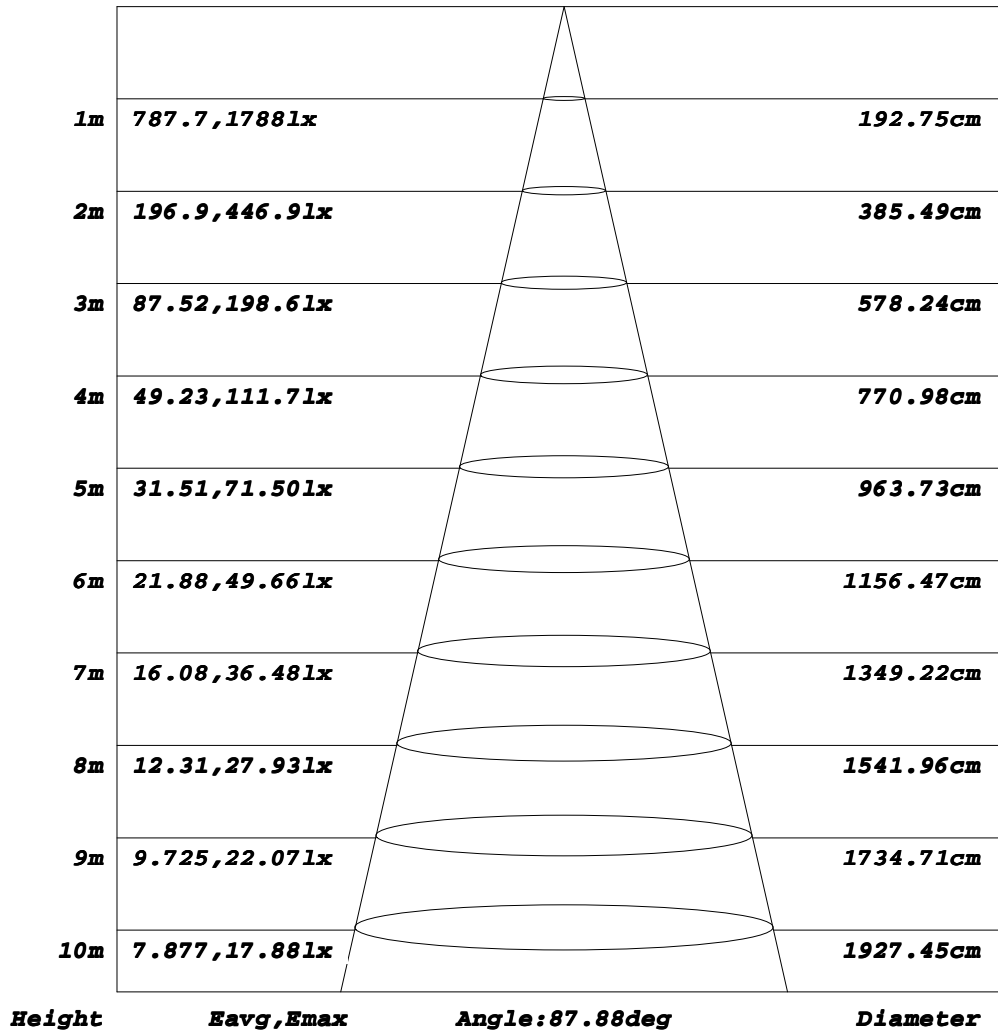 1m 787.7,1788lx 192.75cm
2m 196.9,446.9lx 385.49cm
3m 87.52,198.6lx 578.24cm
4m 49.23,111.7lx 770.98cm
5m 31.51,71.50lx 963.73cm
6m 21.88,49.66lx 1156.47cm
7m 16.08,36.48lx 1349.22cm
8m 12.31,27.93lx 1541.96cm
9m 9.725,22.07lx 1734.71cm
10m 7.877,17.88lx 1927.45cm
Height Eavg,Emax Angle:87.88deg Diameter